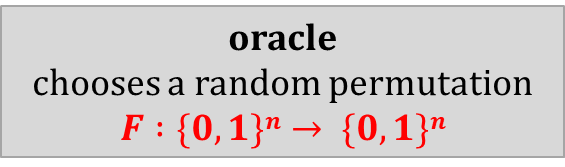 oracle
chooses a random permutation
F : {0, 1}ⁿ → {0, 1}ⁿ